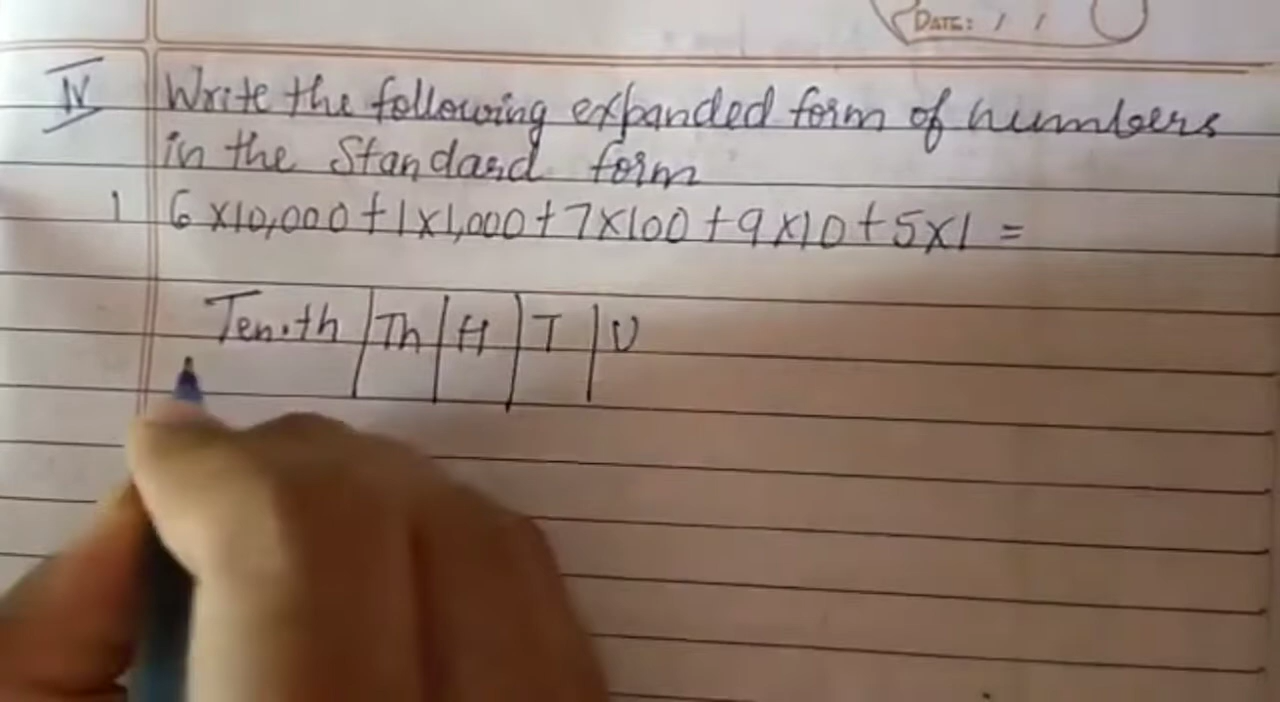 DATE: / /
IV Write the following expanded form of numbers
in the Standard form
1 6×10,000+1×1,000+7×100+9×10+5×1=
Ten.th | Th | H | T | U